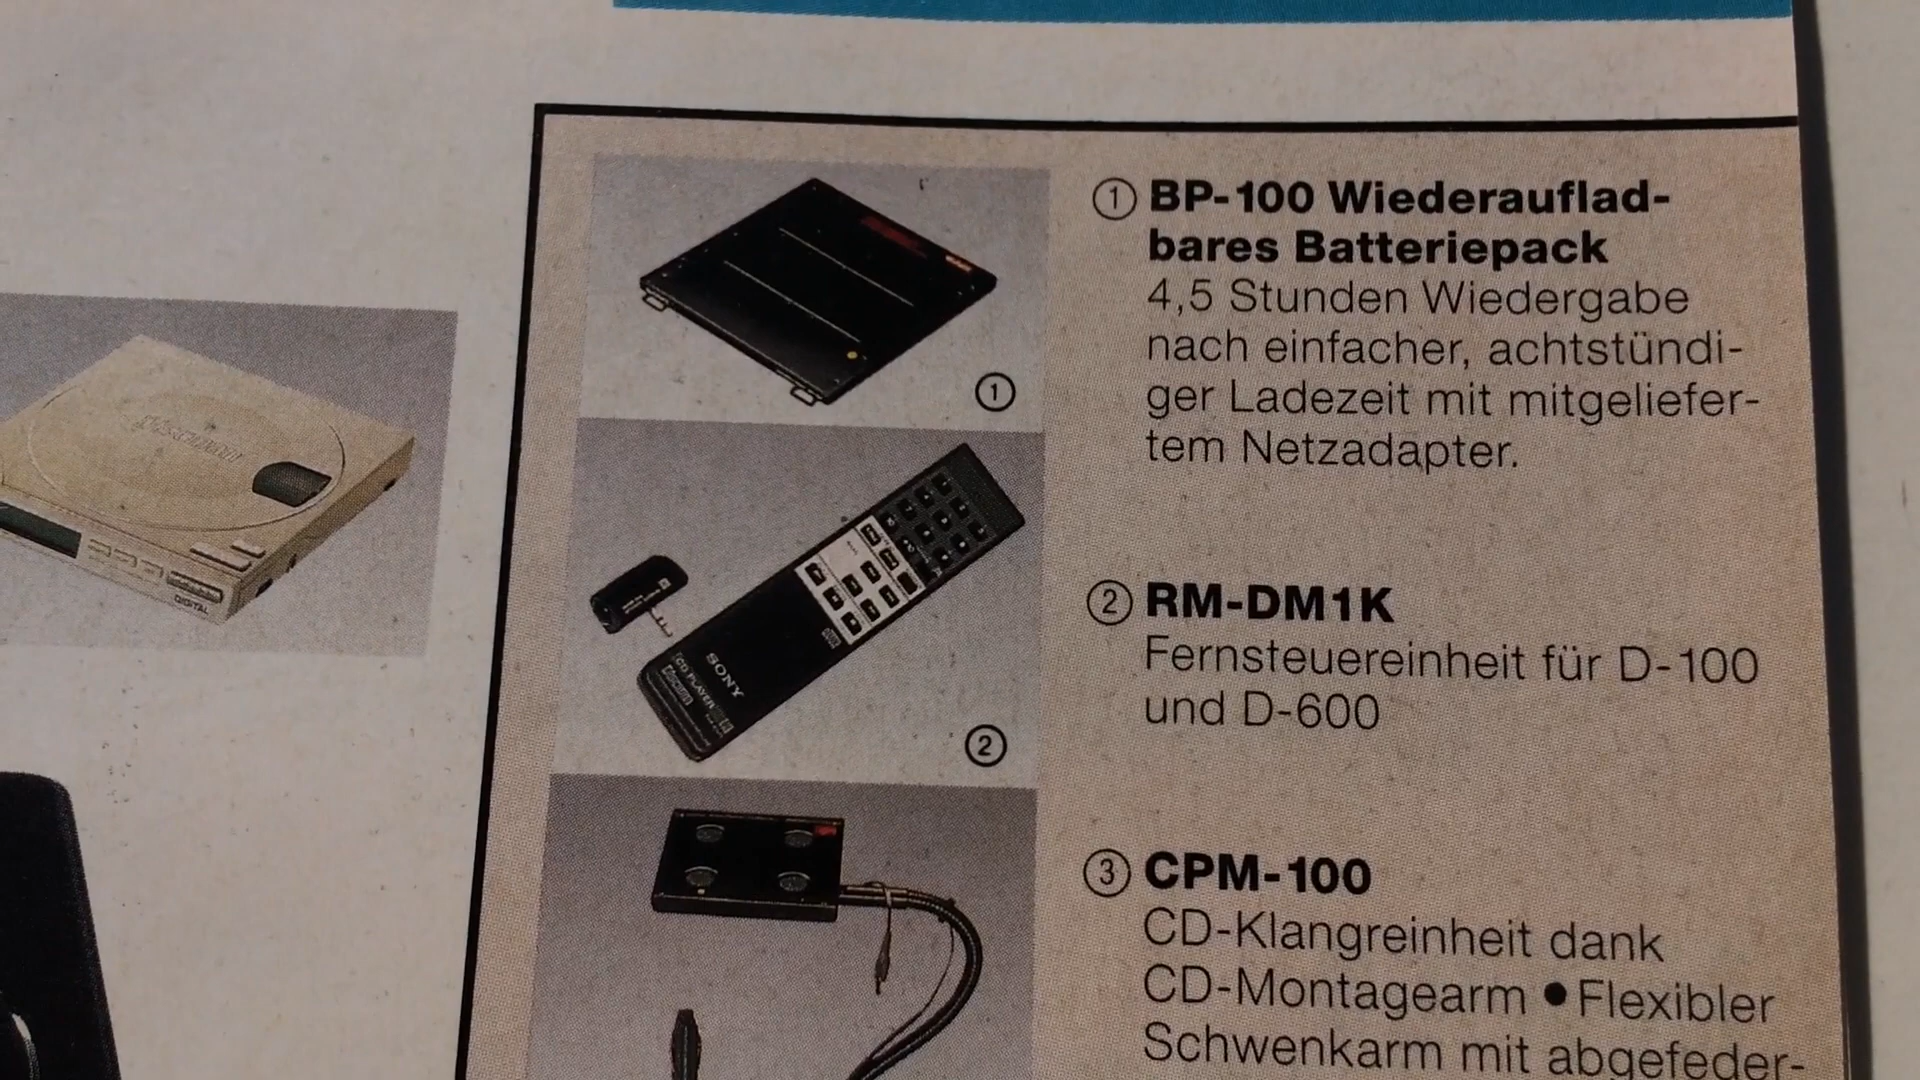 ① BP-100 Wiederauflad-
bares Batteriepack
4,5 Stunden Wiedergabe
nach einfacher, achtstündi-
ger Ladezeit mit mitgeliefer-
tem Netzadapter.
①
Discman
DIGITAL
② RM-DM1K
Fernsteuereinheit für D-100
und D-600
SONY
CD PLAYER
②
③ CPM-100
CD-Klangreinheit dank
CD-Montagearm ● Flexibler
Schwenkarm mit abgefeder-